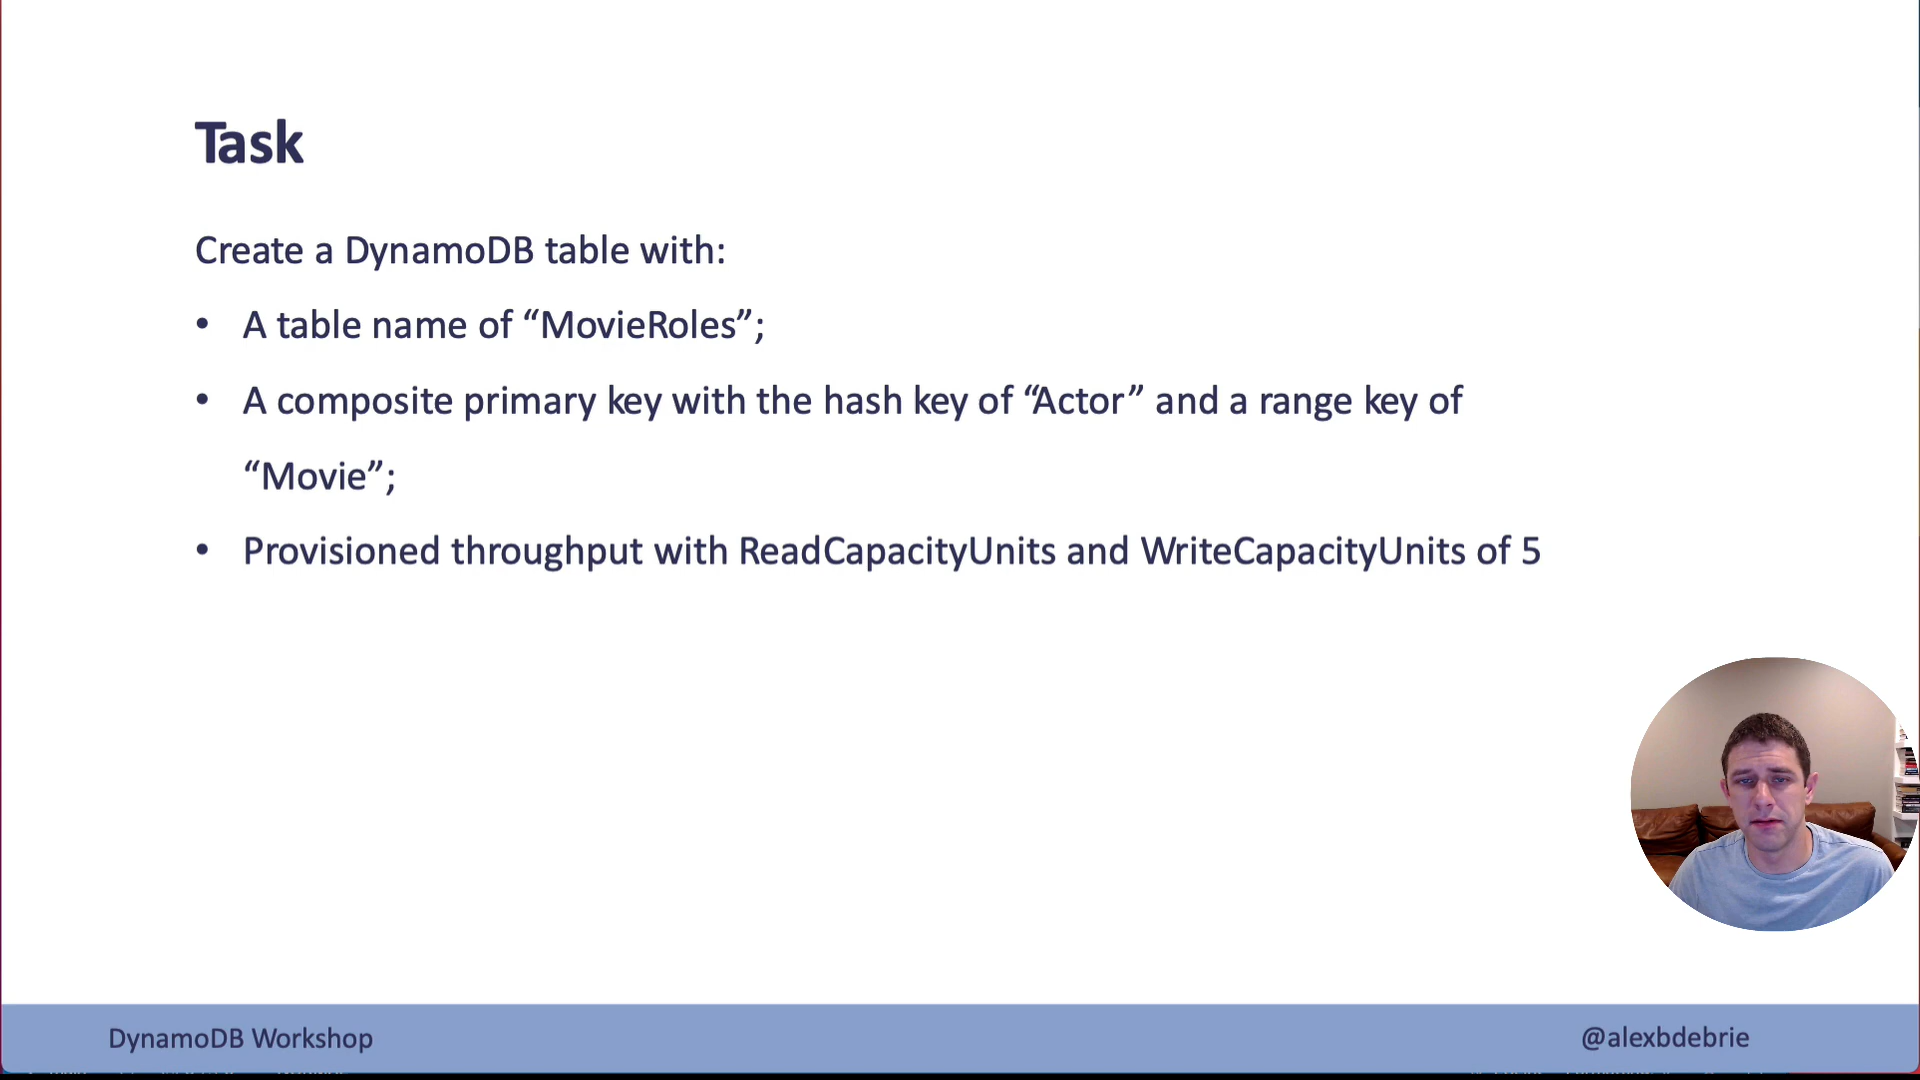 Task
Create a DynamoDB table with:
• A table name of “MovieRoles”;
• A composite primary key with the hash key of “Actor” and a range key of
“Movie”;
• Provisioned throughput with ReadCapacityUnits and WriteCapacityUnits of 5
DynamoDB Workshop
@alexbdebrie